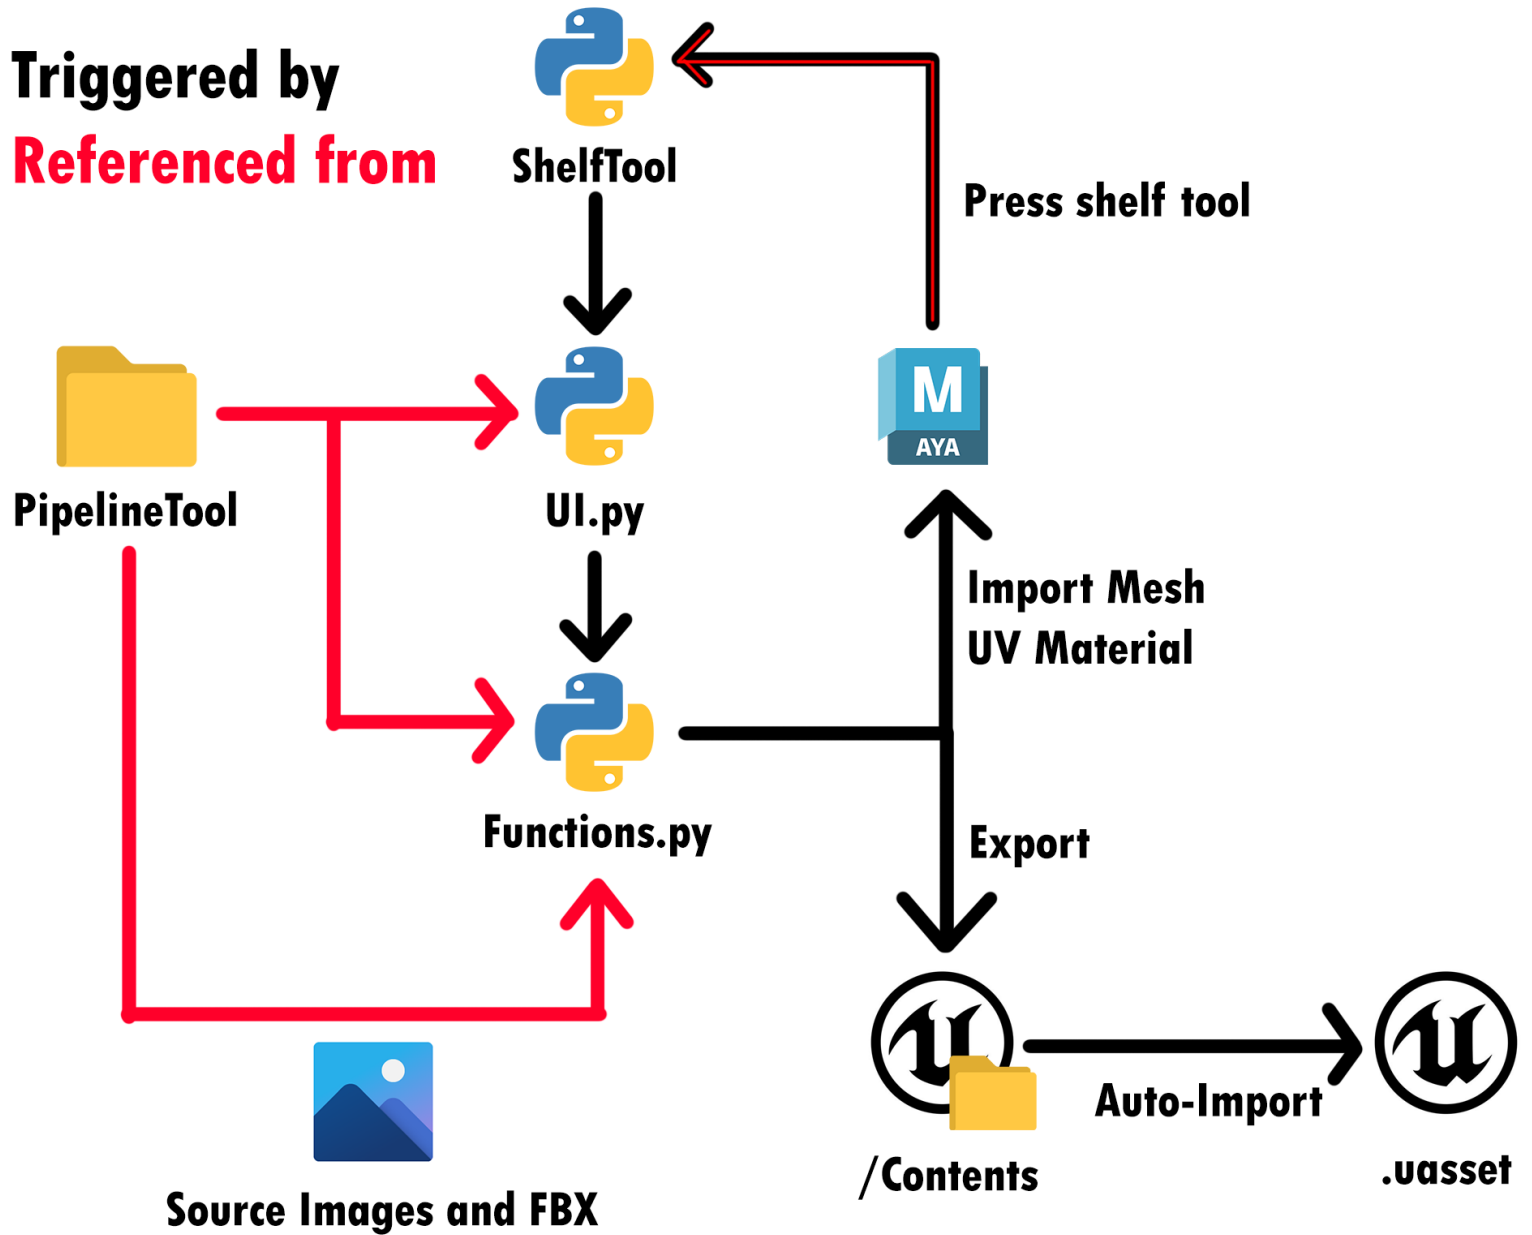 Triggered by
Referenced from
ShelfTool
Press shelf tool
M
AYA
PipelineTool
UI.py
Import Mesh
UV Material
Functions.py
Export
Auto-Import
/Contents
.uasset
Source Images and FBX